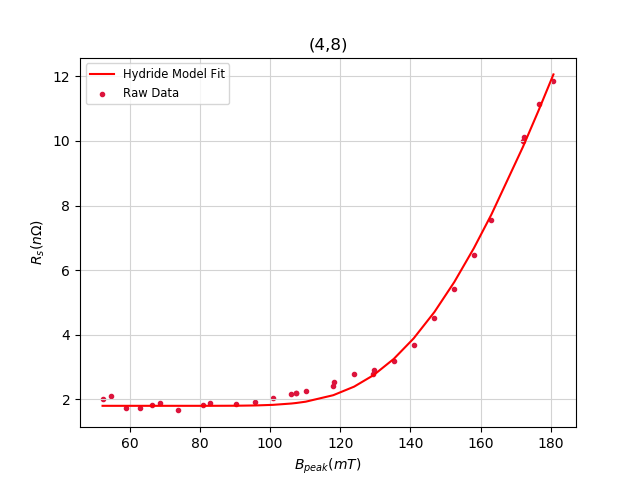 (4,8)
Hydride Model Fit
Raw Data
12
10
8
6
4
2
R_s(nΩ)
60 80 100 120 140 160 180
B_peak(mT)